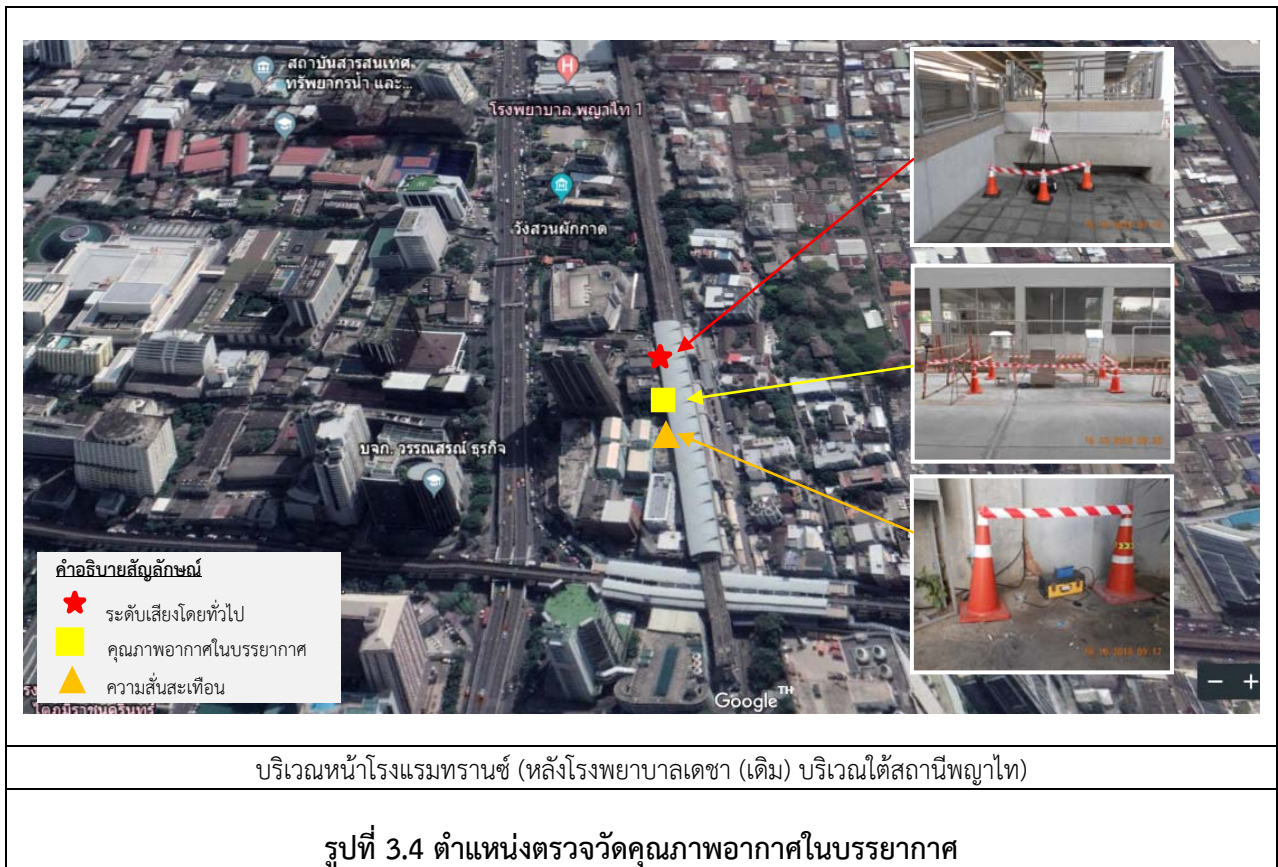 สถาบันสารสนเทศ
ทรัพยากรน้ำ และ...
H
โรงพยาบาล พญาไท 1
วังสวนผักกาด
บจก. วรรณสรณ์ ธุรกิจ
คำอธิบายสัญลักษณ์
ระดับเสียงโดยทั่วไป
คุณภาพอากาศในบรรยากาศ
ความสั่นสะเทือน
Google TH
− +
บริเวณหน้าโรงแรมทรานซ์ (หลังโรงพยาบาลเดชา (เดิม) บริเวณใต้สถานีพญาไท)
รูปที่ 3.4 ตำแหน่งตรวจวัดคุณภาพอากาศในบรรยากาศ